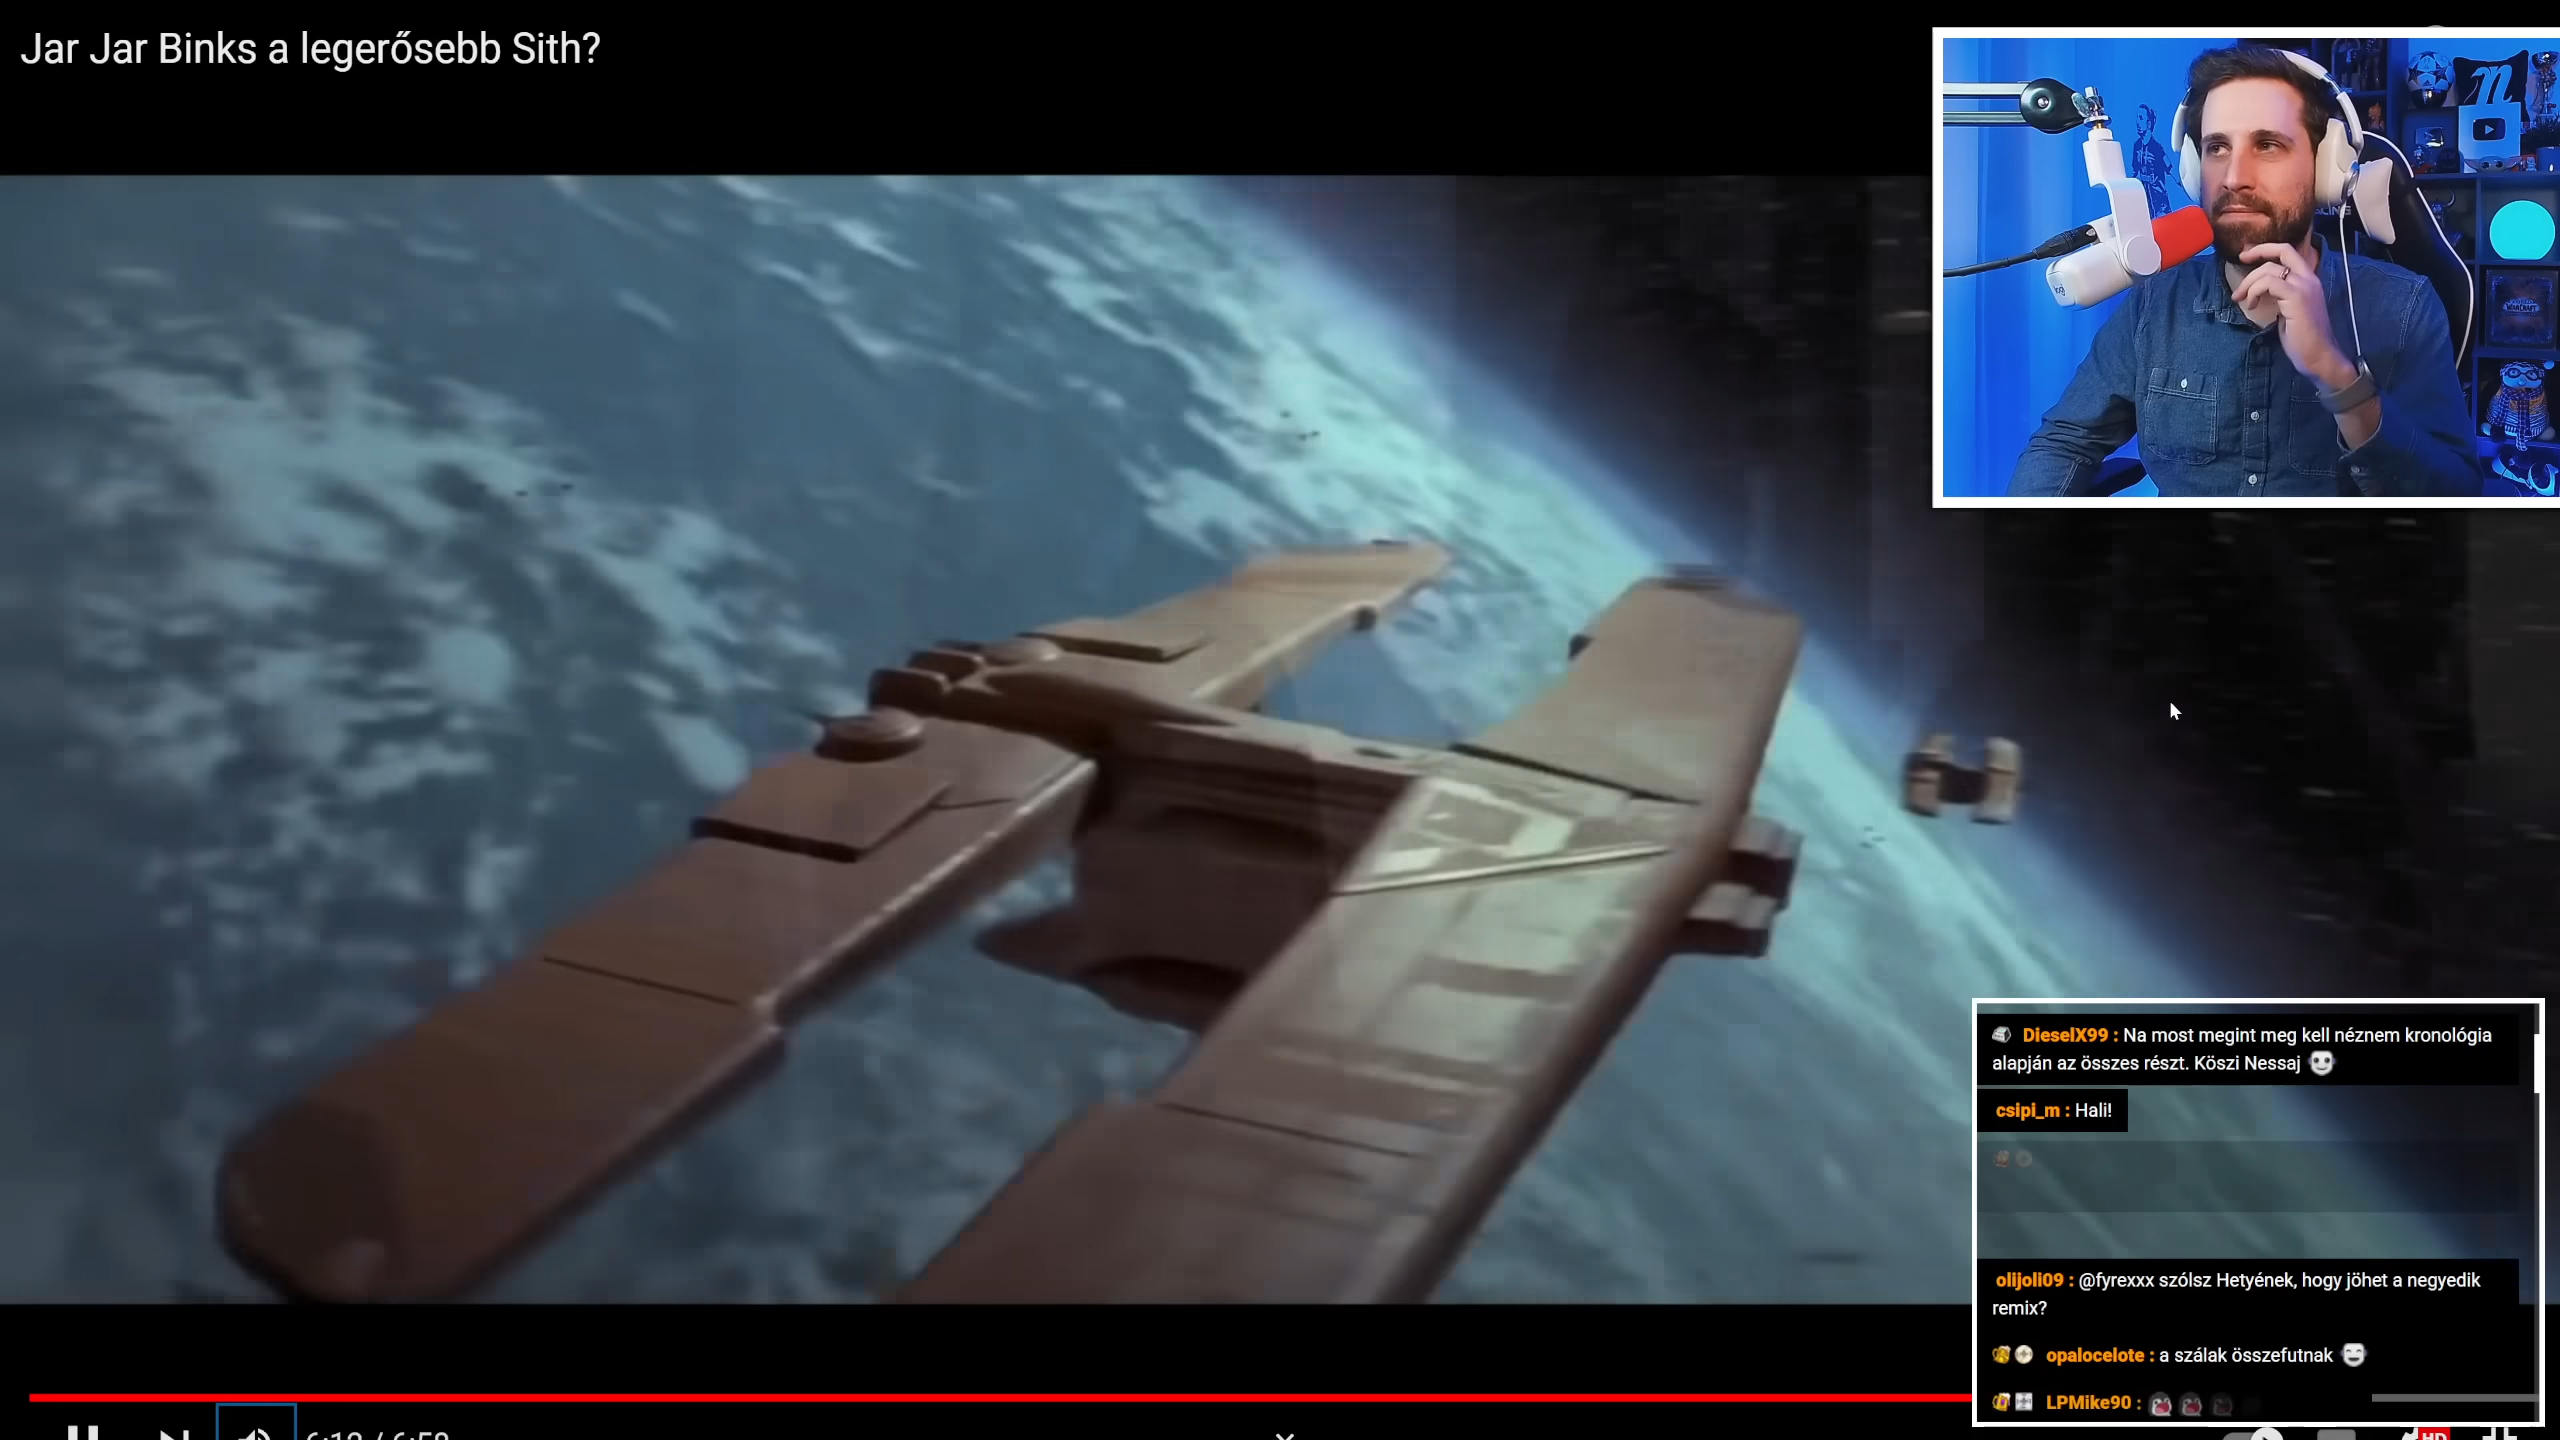 Jar Jar Binks a legerősebb Sith?
DieselX99 : Na most megint meg kell néznem kronológia
alapján az összes részt. Köszi Nessaj
csipi_m : Hali!
olijoli09 : @fyrexxx szólsz Hetyének, hogy jöhet a negyedik
remix?
opalocelote : a szálak összefutnak
LPMike90 :
HD